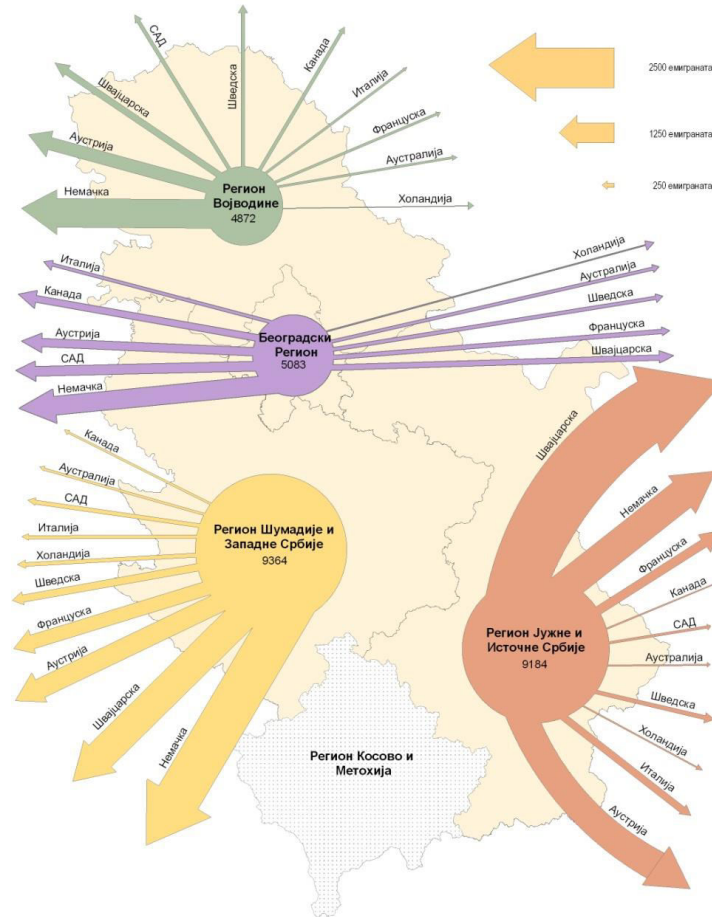 САД
Шведска
Канада
Швајцарска
Италија
Аустрија
Француска
Аустралија
Немачка
Холандија
Регион
Војводине
4872
2500 емиграната
1250 емиграната
250 емиграната
Италија
Канада
Аустрија
САД
Немачка
Београдски
Регион
5083
Холандија
Аустралија
Шведска
Француска
Швајцарска
Канада
Аустралија
САД
Италија
Холандија
Шведска
Француска
Аустрија
Швајцарска
Немачка
Регион Шумадије и
Западне Србије
9364
Швајцарска
Немачка
Француска
Канада
САД
Аустралија
Шведска
Холандија
Италија
Аустрија
Регион Јужне и
Источне Србије
9184
Регион Косово и
Метохија